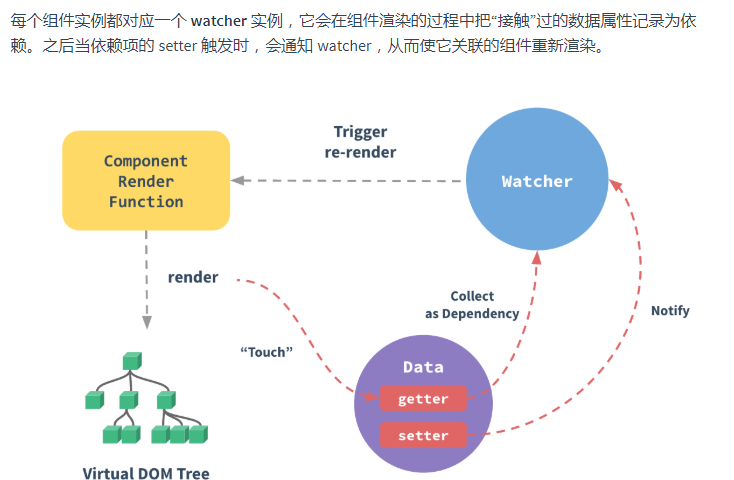 每个组件实例都对应一个 watcher 实例，它会在组件渲染的过程中把“接触”过的数据属性记录为依
赖。之后当依赖项的 setter 触发时，会通知 watcher，从而使它关联的组件重新渲染。
Trigger
re-render
Component
Render
Function
Watcher
render
Collect
as Dependency
Notify
“Touch”
Data
getter
setter
Virtual DOM Tree